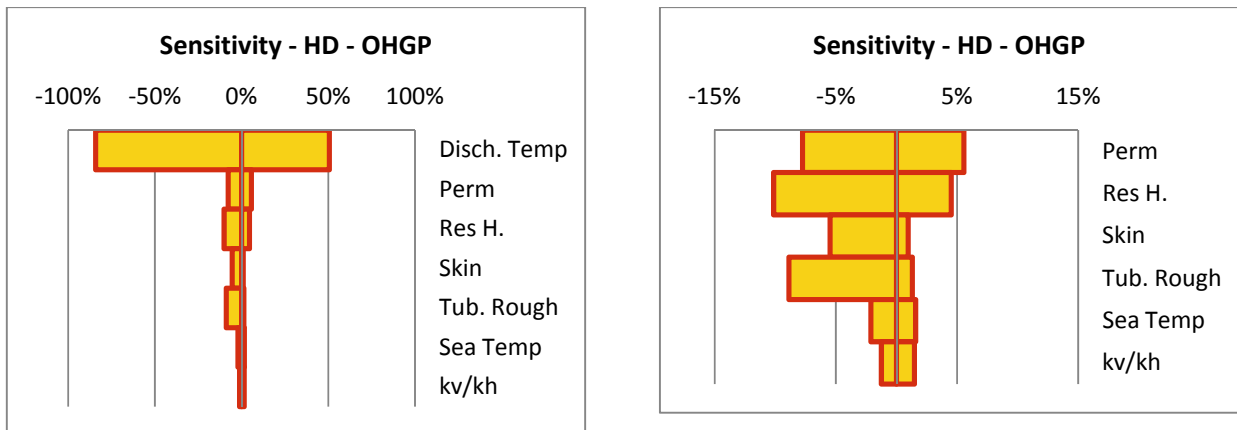 Sensitivity - HD - OHGP
-100% -50% 0% 50% 100%
Disch. Temp
Perm
Res H.
Skin
Tub. Rough
Sea Temp
kv/kh
Sensitivity - HD - OHGP
-15% -5% 5% 15%
Perm
Res H.
Skin
Tub. Rough
Sea Temp
kv/kh